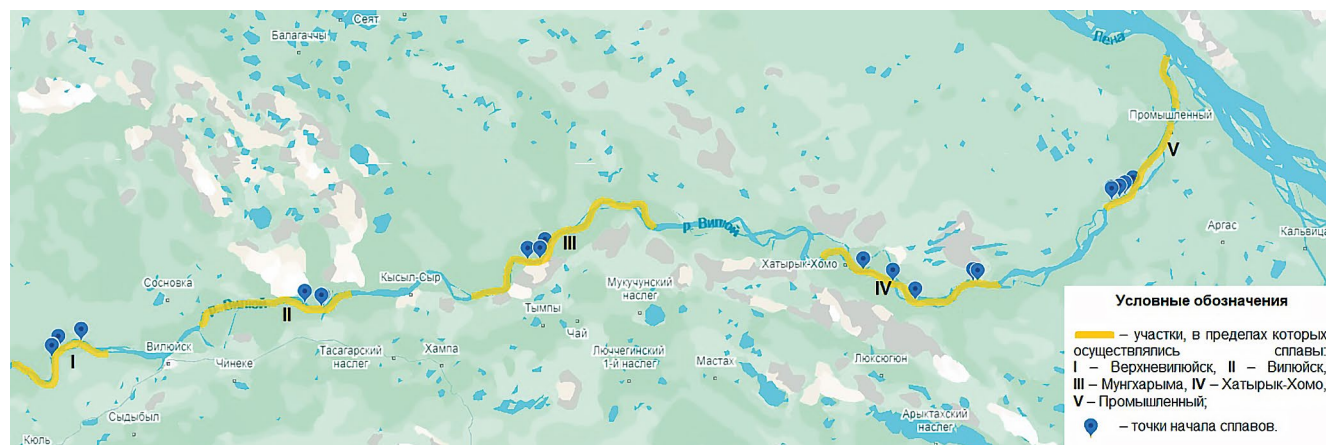 Сеят
Балагаччы
Лена
Промышленный
V
Аргас
Кальвица
р. Вилюй
III
Хатырык-Хомо
IV
Кысыл-Сыр
Мукучунский
наслег
Сосновка
р. Вилюй
II
Тымпы
Чай
I
Вилюйск
Чинеке
Тасагарский
наслег
Хампа
Люччегинский
1-й наслег
Мастах
Люксюгюн
Сыдыбыл
Кюль
Арыктахский
наслег
Условные обозначения
– участки, в пределах которых
осуществлялись сплавы:
I – Верхневилюйск, II – Вилюйск,
III – Мунгхарыма, IV – Хатырык-Хомо,
V – Промышленный;
– точки начала сплавов.